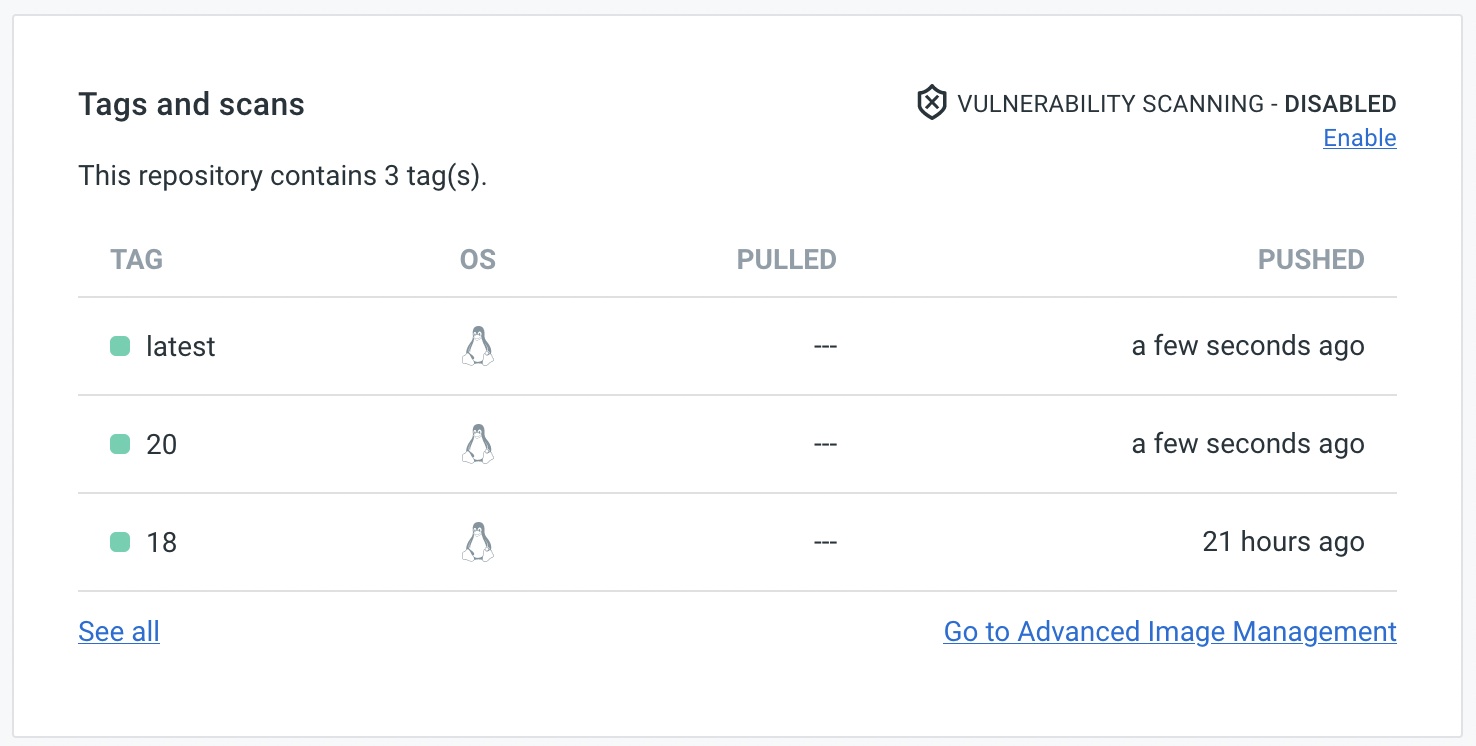 Tags and scans
VULNERABILITY SCANNING - DISABLED
Enable
This repository contains 3 tag(s).
TAG OS PULLED PUSHED
latest --- a few seconds ago
20 --- a few seconds ago
18 --- 21 hours ago
See all Go to Advanced Image Management